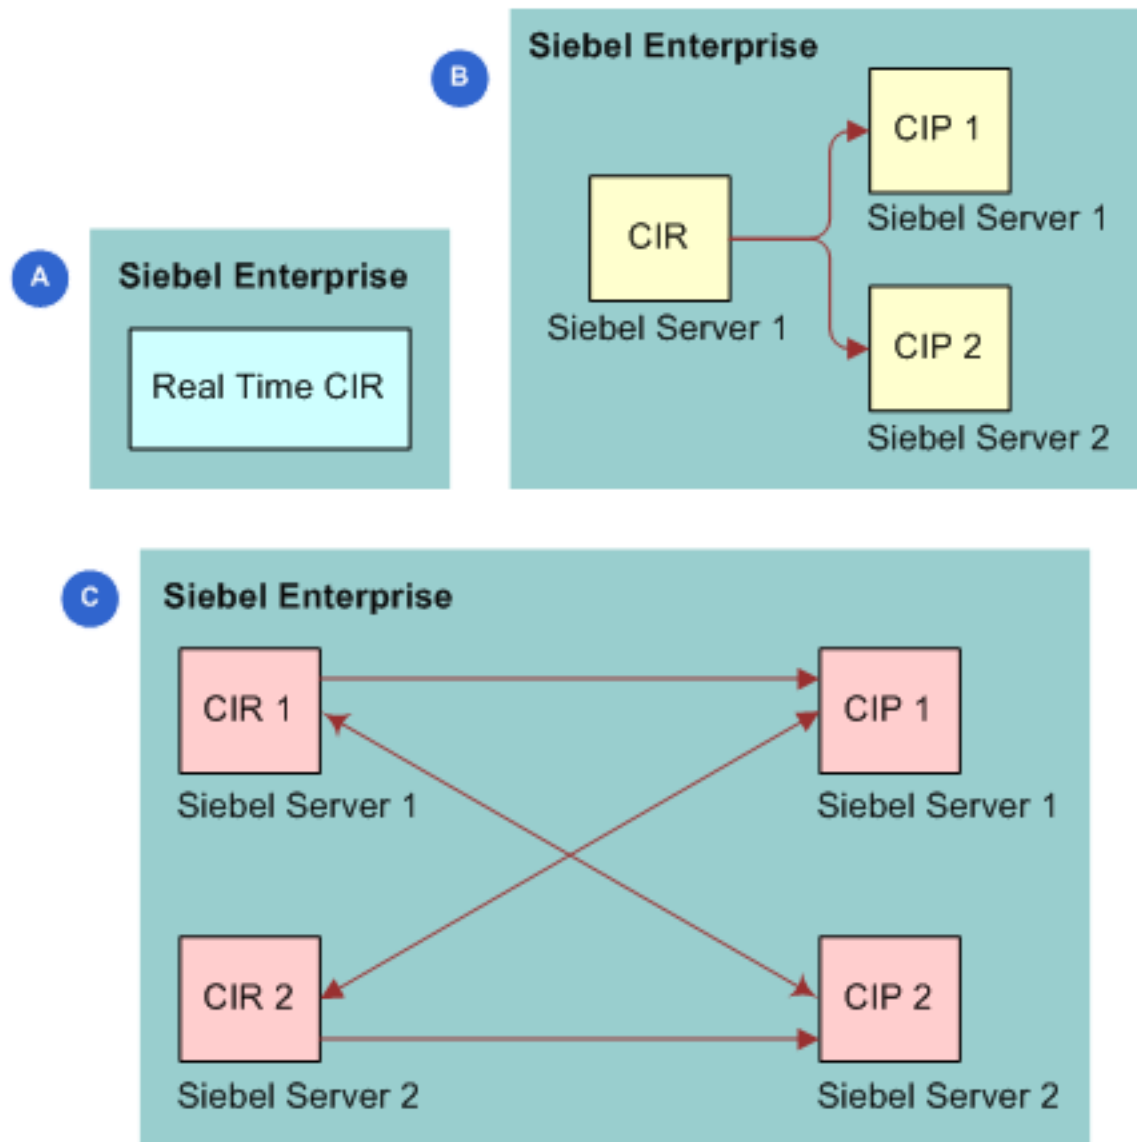 B
Siebel Enterprise
CIP 1
Siebel Server 1
CIR
Siebel Server 1
CIP 2
Siebel Server 2
A
Siebel Enterprise
Real Time CIR
C
Siebel Enterprise
CIR 1
CIP 1
Siebel Server 1
Siebel Server 1
CIR 2
CIP 2
Siebel Server 2
Siebel Server 2